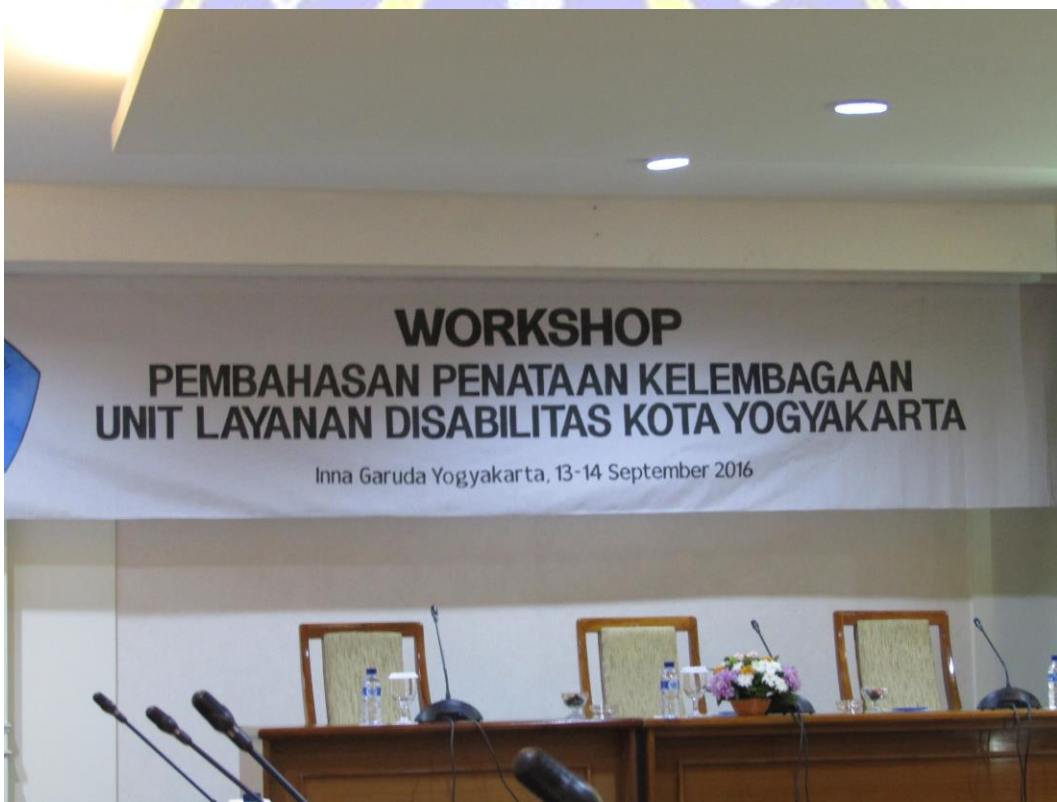 WORKSHOP
PEMBAHASAN PENATAAN KELEMBAGAAN
UNIT LAYANAN DISABILITAS KOTA YOGYAKARTA
Inna Garuda Yogyakarta, 13-14 September 2016